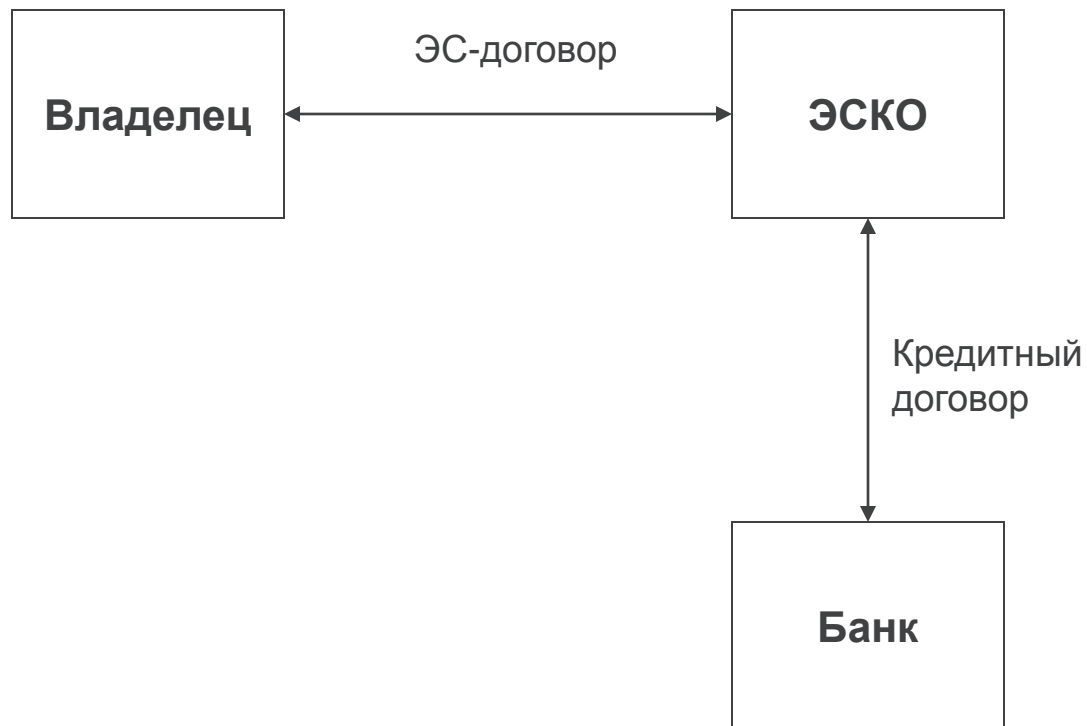 ЭС-договор
Владелец
ЭСКО
Кредитный
договор
Банк